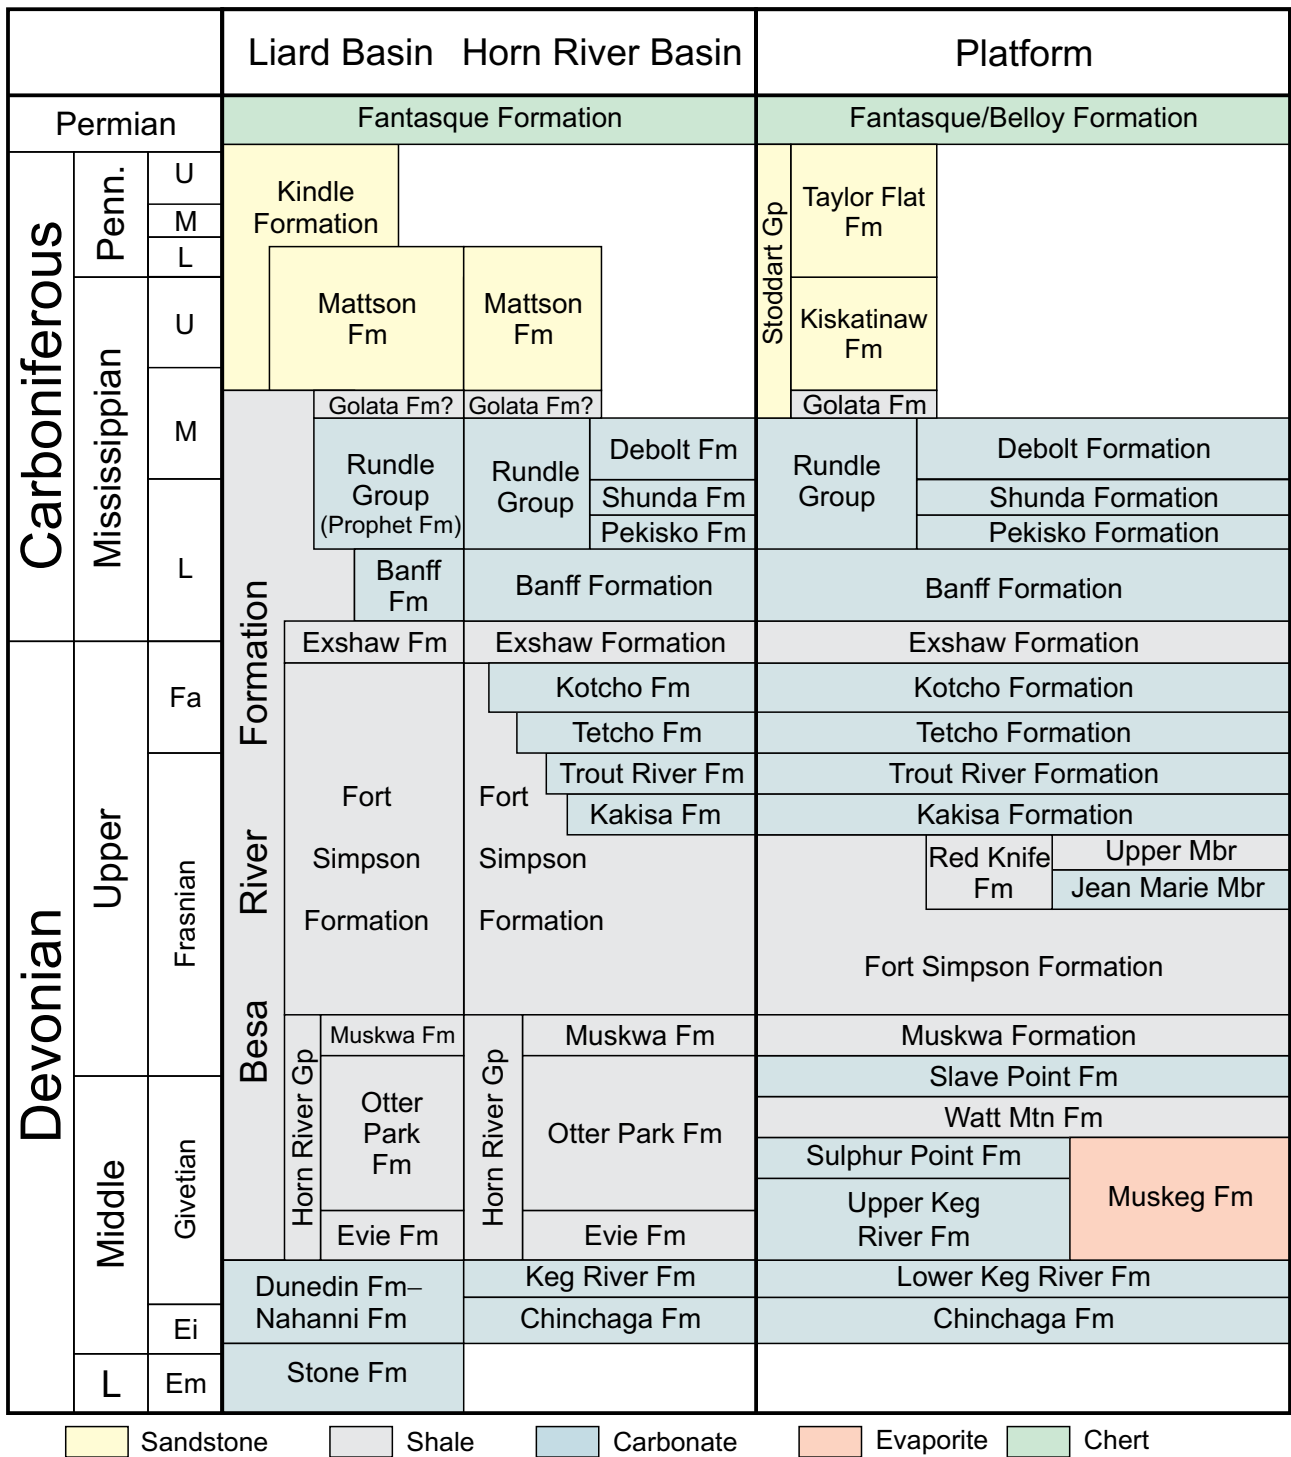 Liard Basin
Horn River Basin
Platform
Permian
Fantasque Formation
Fantasque/Belloy Formation
Carboniferous
Penn.
U
M
L
Mississippian
U
M
L
Devonian
Upper
Fa
Frasnian
Middle
Givetian
Ei
L
Em
Kindle
Formation
Mattson
Fm
Mattson
Fm
Stoddart Gp
Taylor Flat
Fm
Kiskatinaw
Fm
Golata Fm?
Golata Fm?
Golata Fm
Rundle
Group
(Prophet Fm)
Rundle
Group
Debolt Fm
Shunda Fm
Pekisko Fm
Rundle
Group
Debolt Formation
Shunda Formation
Pekisko Formation
Banff
Fm
Banff Formation
Banff Formation
Besa River Formation
Exshaw Fm
Exshaw Formation
Exshaw Formation
Kotcho Fm
Kotcho Formation
Tetcho Fm
Tetcho Formation
Trout River Fm
Trout River Formation
Kakisa Fm
Kakisa Formation
Fort
Simpson
Formation
Fort
Simpson
Formation
Red Knife
Fm
Upper Mbr
Jean Marie Mbr
Fort Simpson Formation
Horn River Gp
Muskwa Fm
Otter
Park
Fm
Evie Fm
Horn River Gp
Muskwa Fm
Otter Park Fm
Evie Fm
Muskwa Formation
Slave Point Fm
Watt Mtn Fm
Sulphur Point Fm
Upper Keg
River Fm
Muskeg Fm
Dunedin Fm–
Nahanni Fm
Keg River Fm
Lower Keg River Fm
Chinchaga Fm
Chinchaga Fm
Stone Fm
Sandstone
Shale
Carbonate
Evaporite
Chert